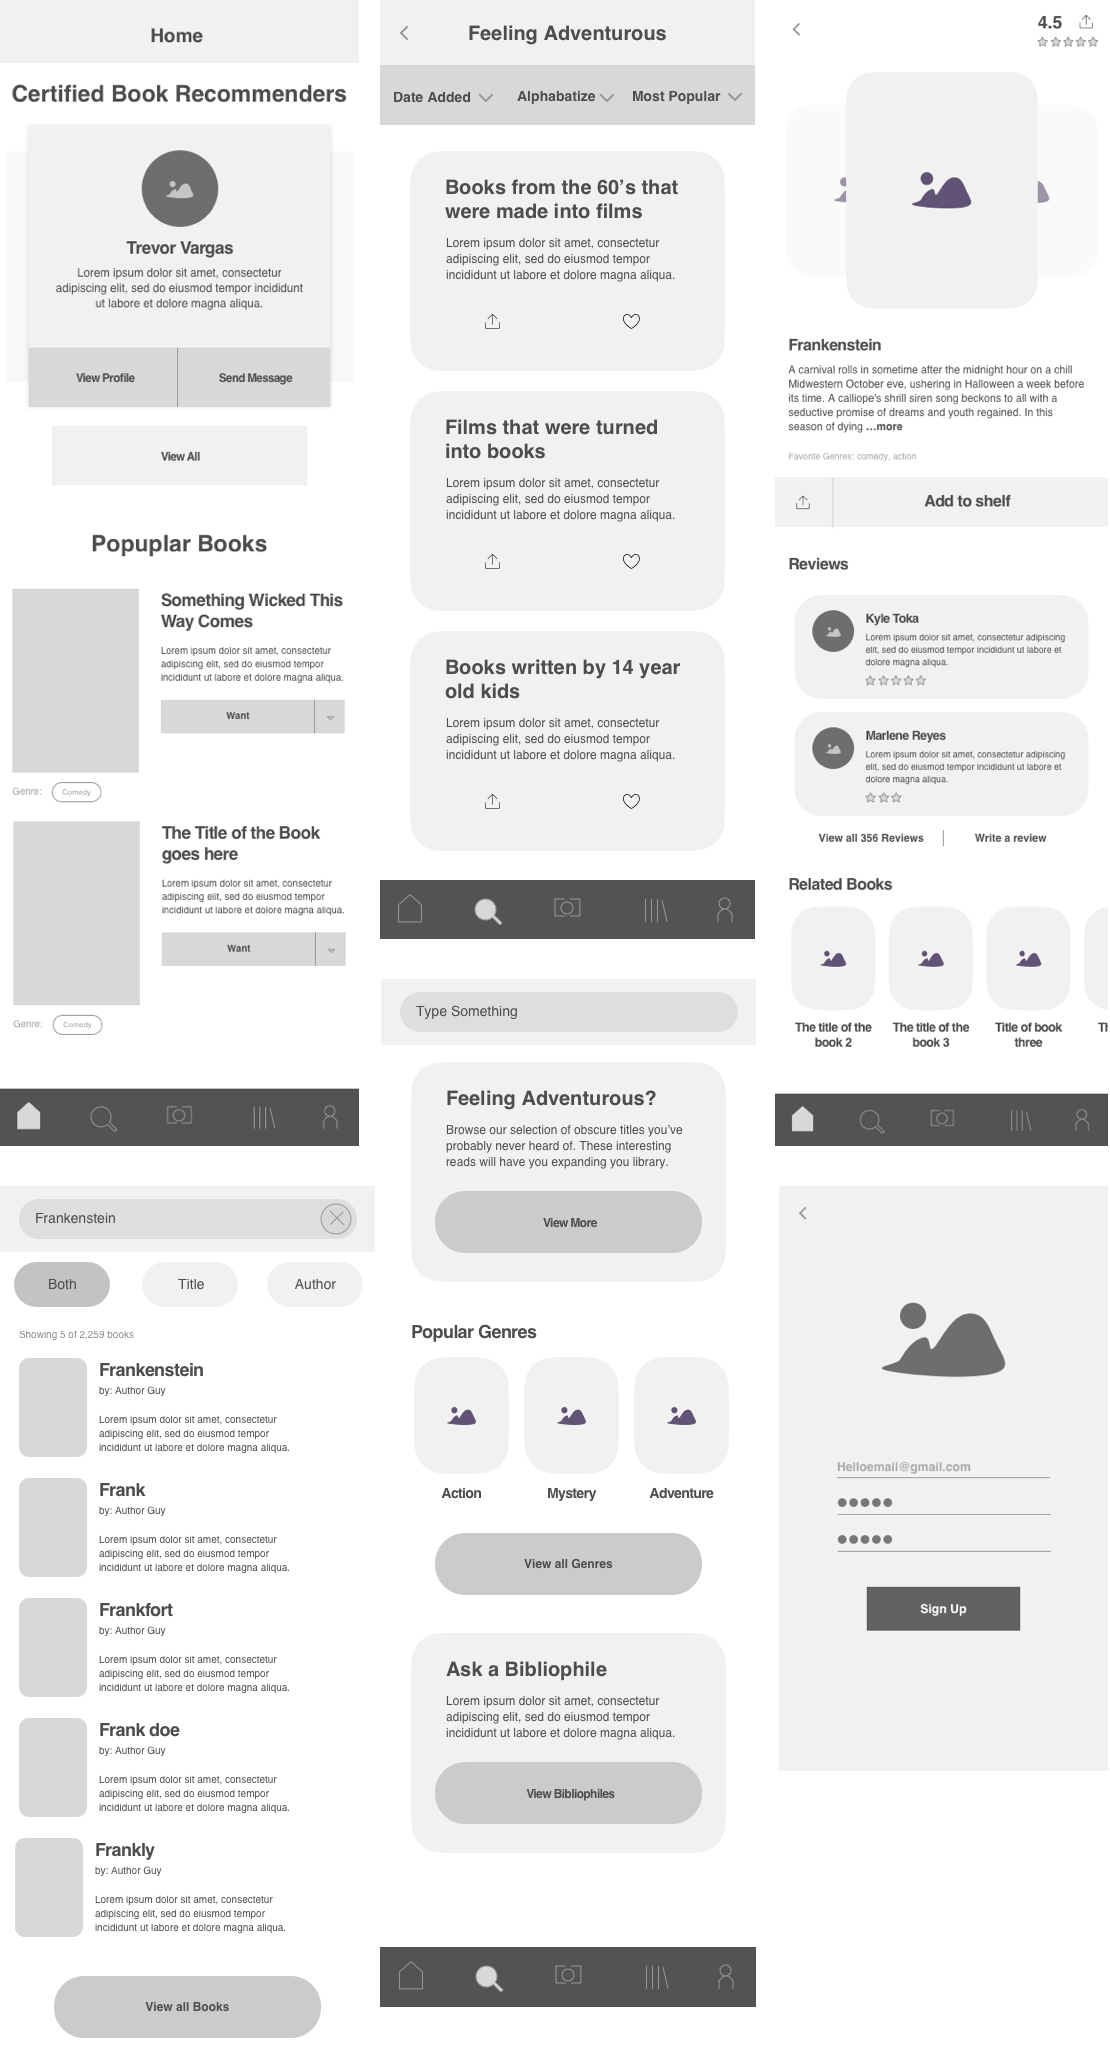 Home
Certified Book Recommenders
Trevor Vargas
Lorem ipsum dolor sit amet, consectetur
adipiscing elit, sed do eiusmod tempor incididunt
ut labore et dolore magna aliqua.
View Profile
Send Message
View All
Popuplar Books
Something Wicked This
Way Comes
Lorem ipsum dolor sit amet, consectetur
adipiscing elit, sed do eiusmod tempor
incididunt ut labore et dolore magna aliqua.
Want
Genre:
Comedy
The Title of the Book
goes here
Lorem ipsum dolor sit amet, consectetur
adipiscing elit, sed do eiusmod tempor
incididunt ut labore et dolore magna aliqua.
Want
Genre:
Comedy
Feeling Adventurous
Date Added
Alphabatize
Most Popular
Books from the 60's that
were made into films
Lorem ipsum dolor sit amet, consectetur
adipiscing elit, sed do eiusmod tempor
incididunt ut labore et dolore magna aliqua.
Films that were turned
into books
Lorem ipsum dolor sit amet, consectetur
adipiscing elit, sed do eiusmod tempor
incididunt ut labore et dolore magna aliqua.
Books written by 14 year
old kids
Lorem ipsum dolor sit amet, consectetur
adipiscing elit, sed do eiusmod tempor
incididunt ut labore et dolore magna aliqua.
4.5
Frankenstein
A carnival rolls in sometime after the midnight hour on a chill
Midwestern October eve, ushering in Halloween a week before
its time. A calliope's shrill siren song beckons to all with a
seductive promise of dreams and youth regained. In this
season of dying ...more
Favorite Genres: comedy, action
Add to shelf
Reviews
Kyle Toka
Lorem ipsum dolor sit amet, consectetur adipiscing
elit, sed do eiusmod tempor incididunt ut labore et
dolore magna aliqua.
Marlene Reyes
Lorem ipsum dolor sit amet, consectetur adipiscing
elit, sed do eiusmod tempor incididunt ut labore et
dolore magna aliqua.
View all 356 Reviews
Write a review
Related Books
The title of the
book 2
The title of the
book 3
Title of book
three
Th
Frankenstein
Both
Title
Author
Showing 5 of 2,259 books
Frankenstein
by: Author Guy
Lorem ipsum dolor sit amet, consectetur
adipiscing elit, sed do eiusmod tempor
incididunt ut labore et dolore magna aliqua.
Frank
by: Author Guy
Lorem ipsum dolor sit amet, consectetur
adipiscing elit, sed do eiusmod tempor
incididunt ut labore et dolore magna aliqua.
Frankfort
by: Author Guy
Lorem ipsum dolor sit amet, consectetur
adipiscing elit, sed do eiusmod tempor
incididunt ut labore et dolore magna aliqua.
Frank doe
by: Author Guy
Lorem ipsum dolor sit amet, consectetur
adipiscing elit, sed do eiusmod tempor
incididunt ut labore et dolore magna aliqua.
Frankly
by: Author Guy
Lorem ipsum dolor sit amet, consectetur
adipiscing elit, sed do eiusmod tempor
incididunt ut labore et dolore magna aliqua.
View all Books
Type Something
Feeling Adventurous?
Browse our selection of obscure titles you've
probably never heard of. These interesting
reads will have you expanding you library.
View More
Popular Genres
Action
Mystery
Adventure
View all Genres
Ask a Bibliophile
Lorem ipsum dolor sit amet, consectetur
adipiscing elit, sed do eiusmod tempor
incididunt ut labore et dolore magna aliqua.
View Bibliophiles
Helloemail@gmail.com
Sign Up